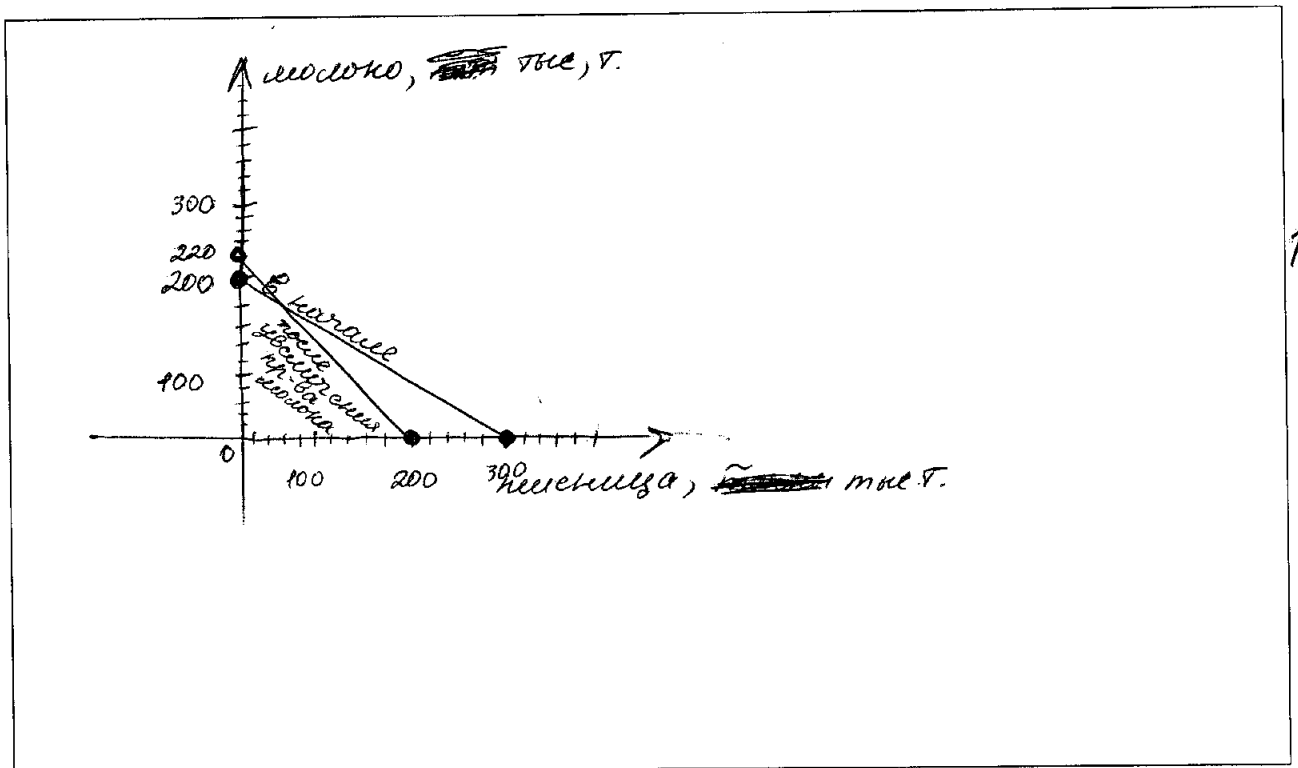 молоко, тыс, т.
300
220
200
в начале
после
увеличения
пр-ва
молока
100
0
100 200 300
пшеница, тыс т.